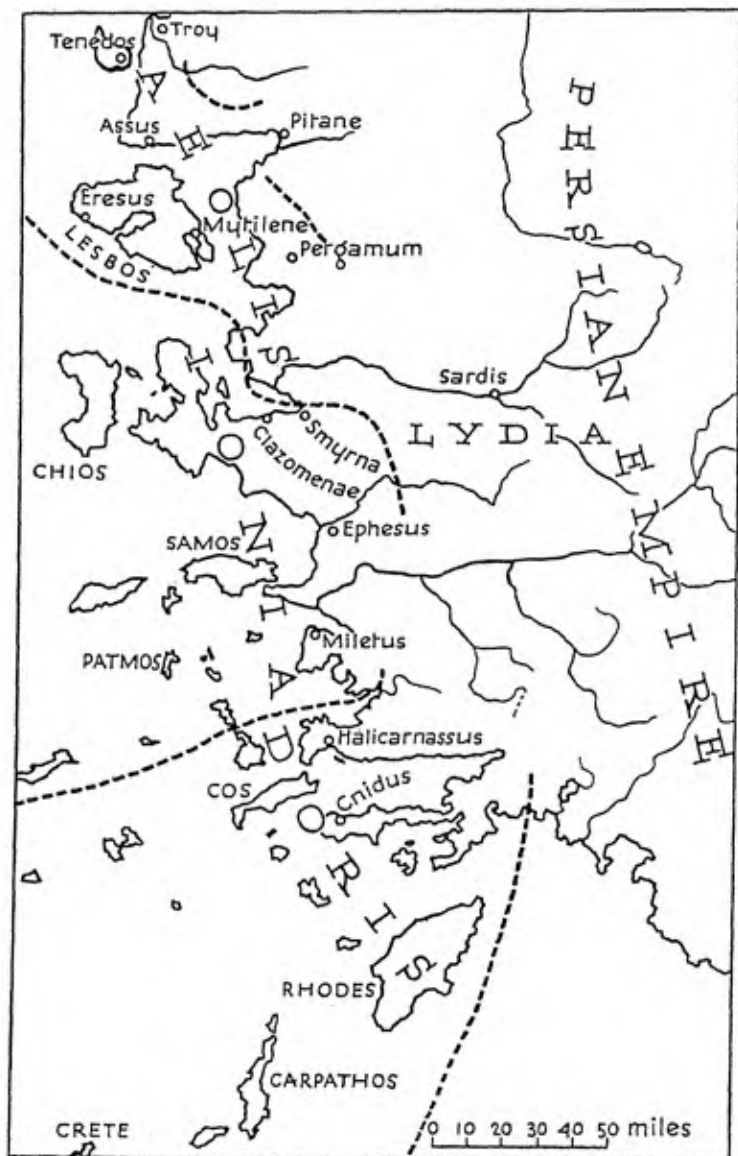 Tenedos
Troy
AEOLIS
Assus
Pitane
Eresus
Mytilene
LESBOS
Pergamum
PERSIAN EMPIRE
Sardis
LYDIA
Smyrna
Clazomenae
CHIOS
IONIA
Ephesus
SAMOS
Miletus
PATMOS
Halicarnassus
COS
Cnidus
DORIS
RHODES
CARPATHOS
CRETE
0 10 20 30 40 50 miles